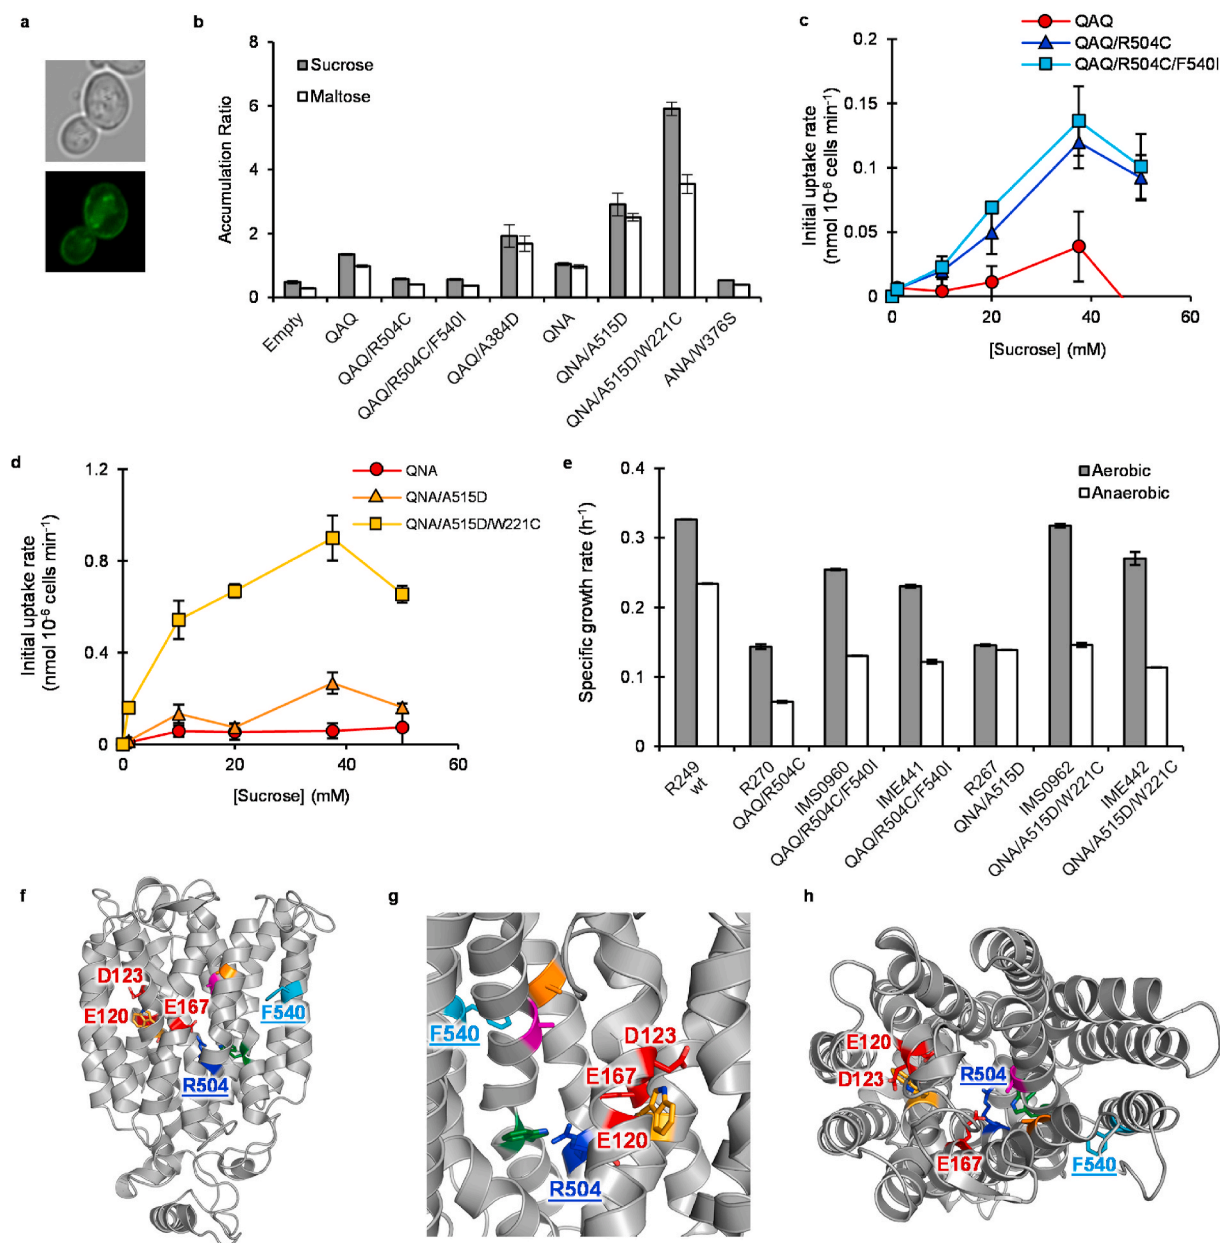 a
b
Accumulation Ratio
8
6
4
2
0
Sucrose
Maltose
Empty
QAQ
QAQ/R504C
QAQ/R504C/F540I
QAQ/A384D
QNA
QNA/A515D
QNA/A515D/W221C
ANA/W376S
c
QAQ
QAQ/R504C
QAQ/R504C/F540I
Initial uptake rate
(nmol 10⁻⁶ cells min⁻¹)
0.2
0.15
0.1
0.05
0
0
20
40
60
[Sucrose] (mM)
d
QNA
QNA/A515D
QNA/A515D/W221C
Initial uptake rate
(nmol 10⁻⁶ cells min⁻¹)
1.2
0.8
0.4
0
0
20
40
60
[Sucrose] (mM)
e
Aerobic
Anaerobic
Specific growth rate (h⁻¹)
0.4
0.3
0.2
0.1
0
R249
wt
R270
QAQ/R504C
IMS0960
QAQ/R504C/F540I
IME441
QAQ/R504C/F540I
R267
QNA/A515D
IMS0962
QNA/A515D/W221C
IME442
QNA/A515D/W221C
f
D123
E167
E120
F540
R504
g
F540
D123
E167
E120
R504
h
E120
R504
D123
E167
F540